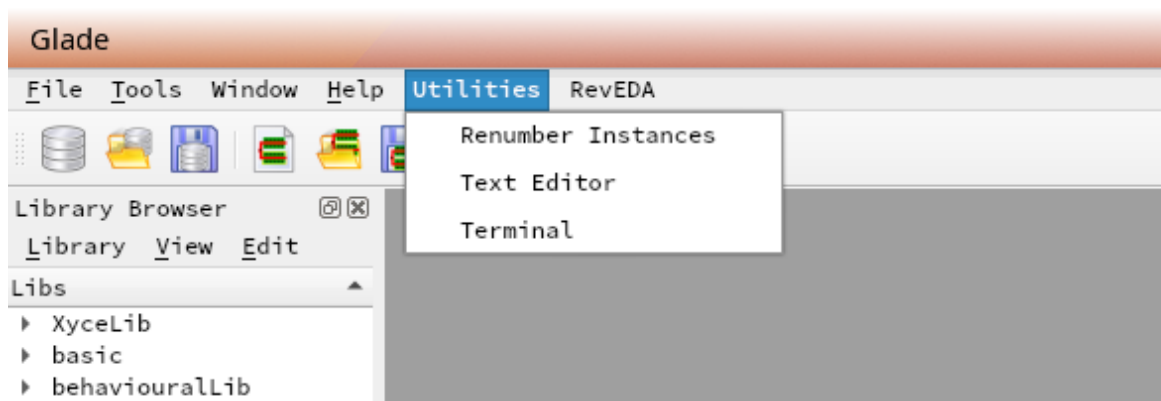 Glade
File Tools Window Help Utilities RevEDA
Renumber Instances
Text Editor
Terminal
Library Browser
Library View Edit
Libs
XyceLib
basic
behaviouralLib